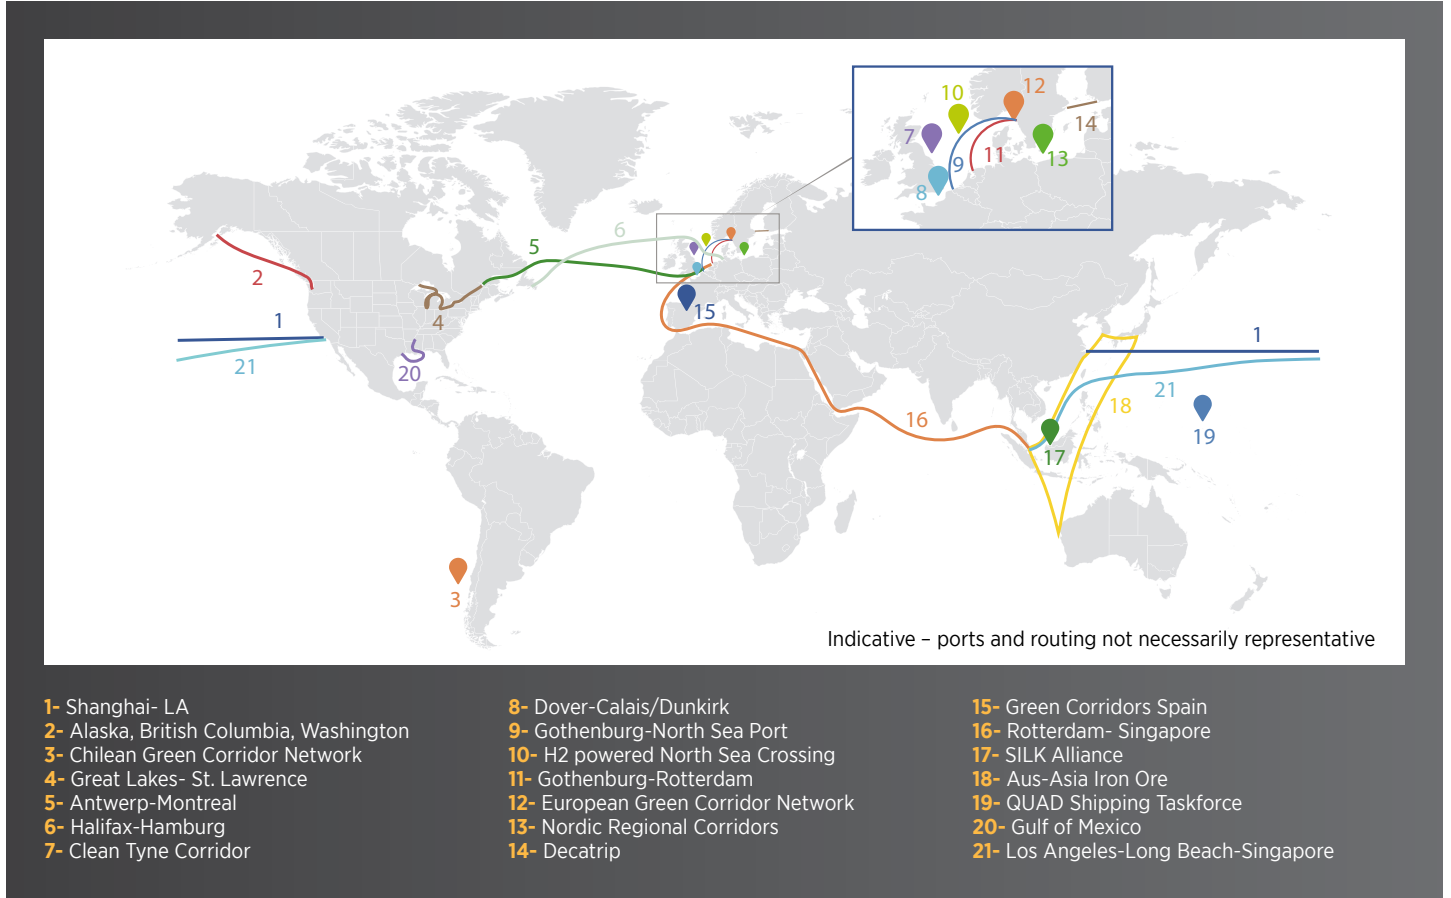 10
12
7
14
11
9
13
8
6
5
2
15
1
4
1
21
20
21
18
16
19
17
3
Indicative – ports and routing not necessarily representative
1- Shanghai- LA
2- Alaska, British Columbia, Washington
3- Chilean Green Corridor Network
4- Great Lakes- St. Lawrence
5- Antwerp-Montreal
6- Halifax-Hamburg
7- Clean Tyne Corridor
8- Dover-Calais/Dunkirk
9- Gothenburg-North Sea Port
10- H2 powered North Sea Crossing
11- Gothenburg-Rotterdam
12- European Green Corridor Network
13- Nordic Regional Corridors
14- Decatrip
15- Green Corridors Spain
16- Rotterdam- Singapore
17- SILK Alliance
18- Aus-Asia Iron Ore
19- QUAD Shipping Taskforce
20- Gulf of Mexico
21- Los Angeles-Long Beach-Singapore